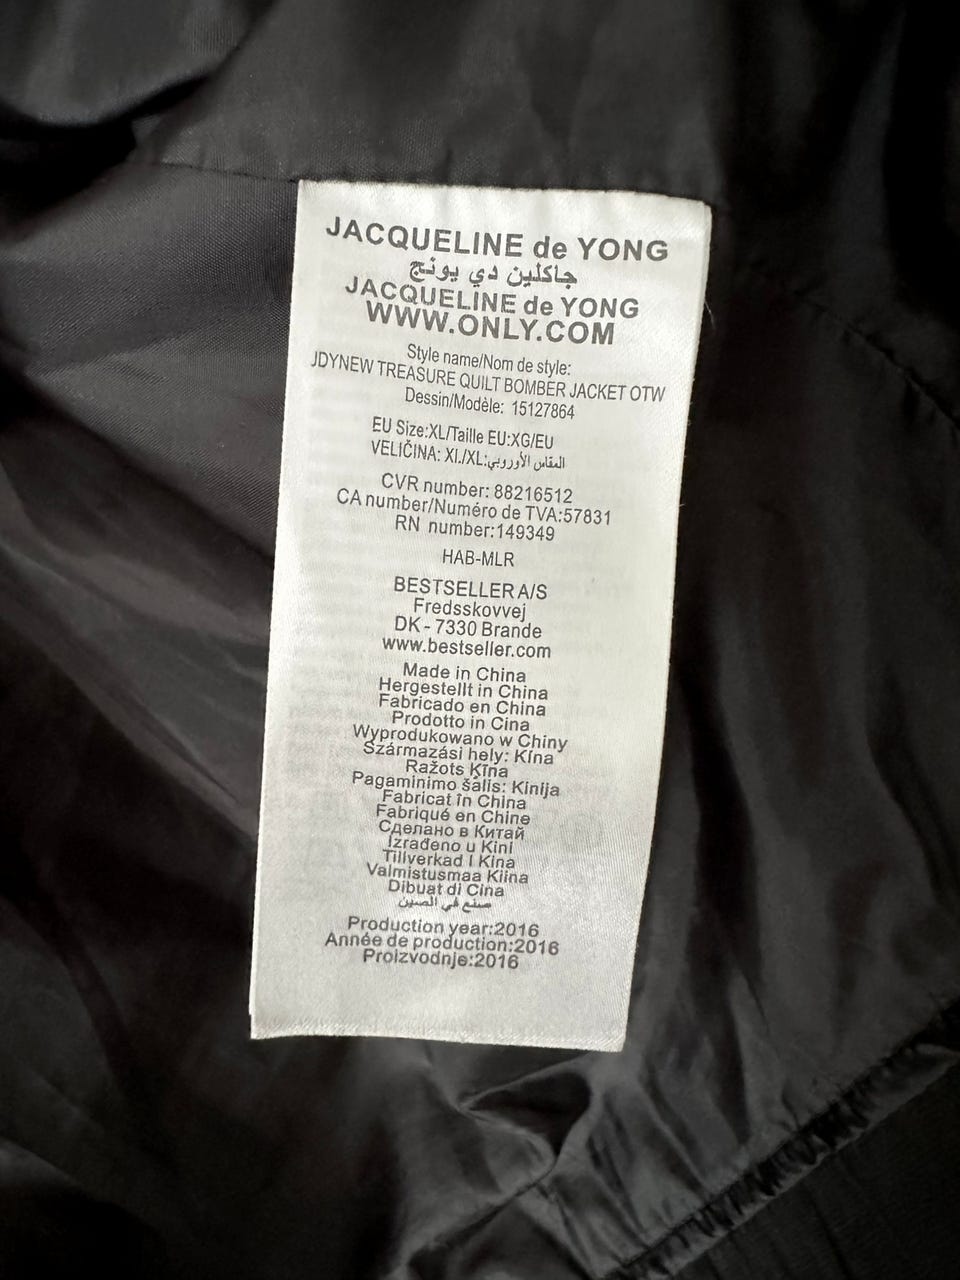 JACQUELINE de YONG
جاكلين دي يونج
JACQUELINE de YONG
WWW.ONLY.COM
Style name/Nom de style:
JDYNEW TREASURE QUILT BOMBER JACKET OTW
Dessin/Modèle: 15127864
EU Size:XL/Taille EU:XG/EU
VELIČINA: XL/XL:المقاس الأوروبي
CVR number: 88216512
CA number/Numéro de TVA:57831
RN number:149349
HAB-MLR
BESTSELLER A/S
Fredsskovvej
DK - 7330 Brande
www.bestseller.com
Made in China
Hergestellt in China
Fabricado en China
Prodotto in Cina
Wyprodukowano w Chiny
Származási hely: Kína
Ražots Ķīna
Pagaminimo šalis: Kinija
Fabricat în China
Fabriqué en Chine
Сделано в Китай
Izrađeno u Kini
Tillverkad I Kina
Valmistusmaa Kiina
Dibuat di Cina
صنع في الصين
Production year:2016
Année de production:2016
Proizvodnje:2016